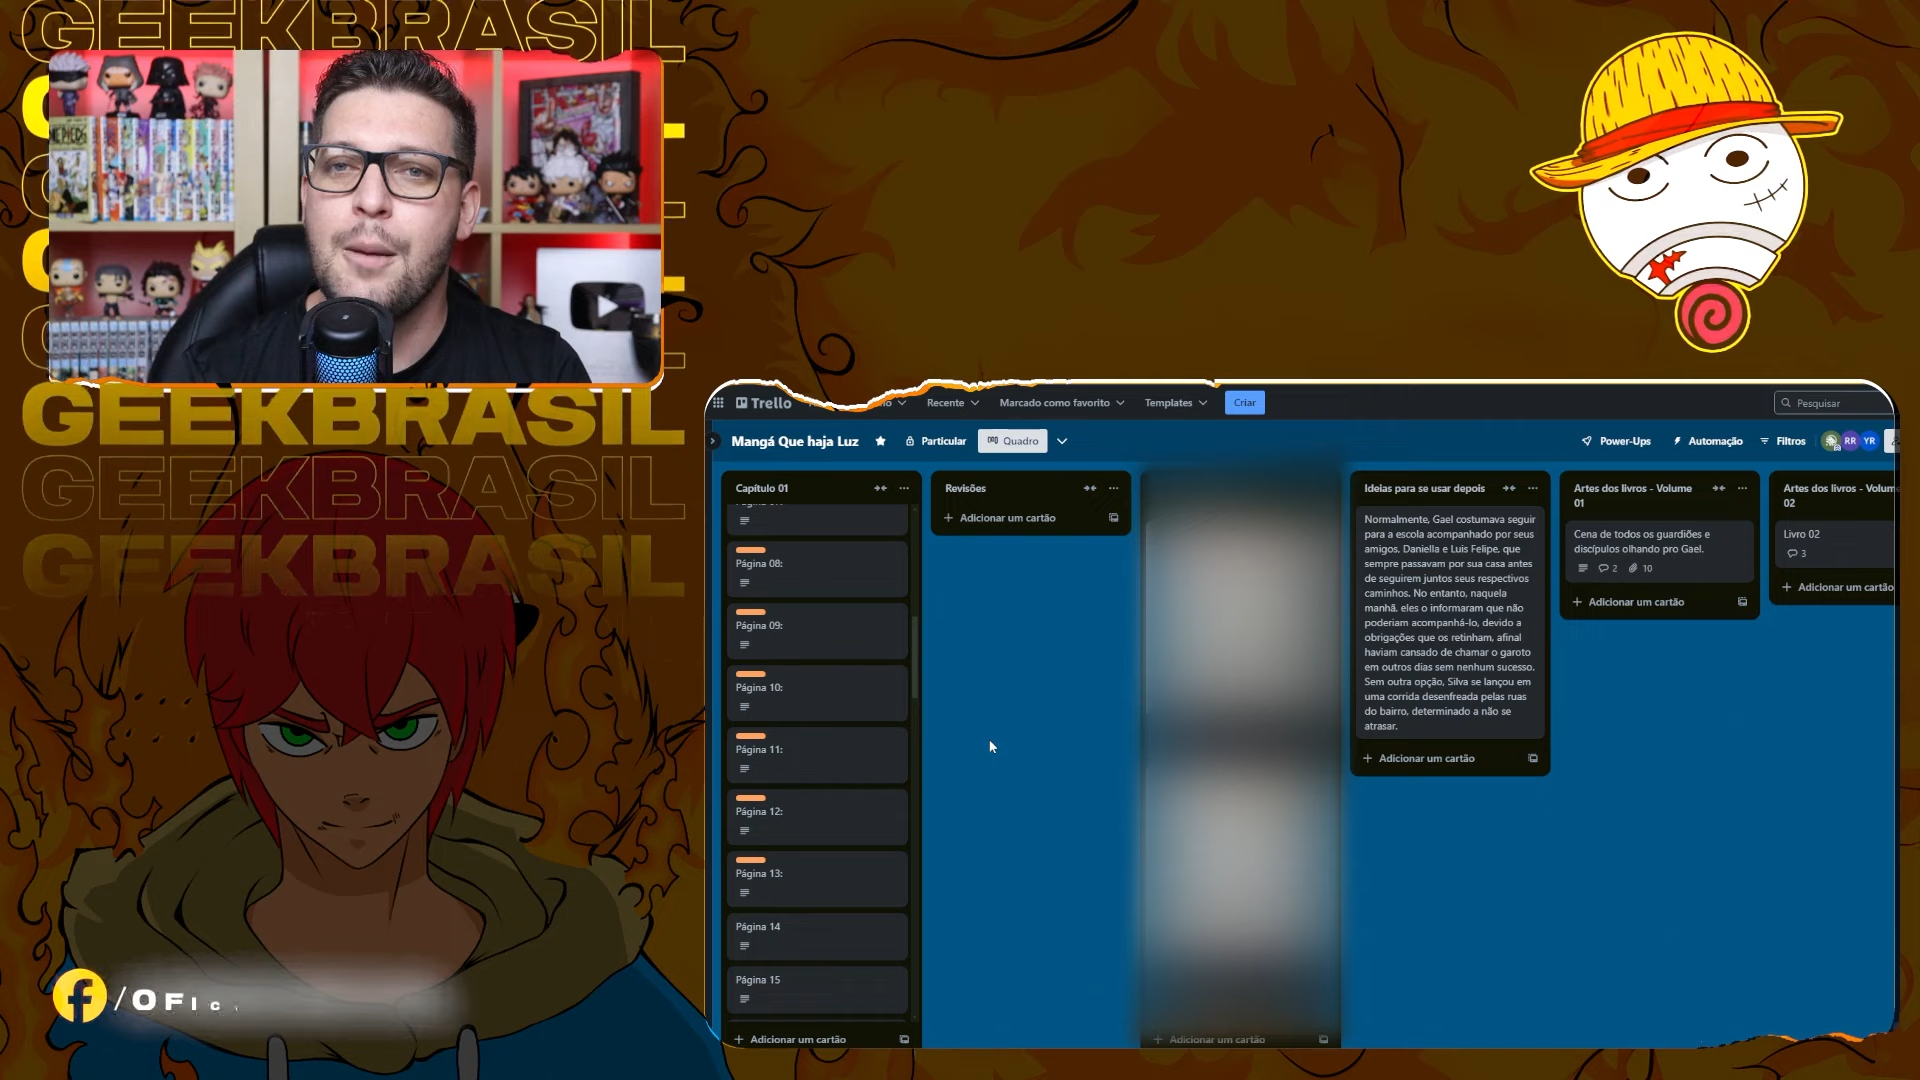 GEEKBRASIL
GEEKBRASIL
GEEKBRASIL
GEEKBRASIL
/OFIC
Trello
Recente
Marcado como favorito
Templates
Criar
Pesquisar
Mangá Que haja Luz
Particular
Quadro
Power-Ups
Automação
Filtros
RR
YR
Capítulo 01
Página 08:
Página 09:
Página 10:
Página 11:
Página 12:
Página 13:
Página 14
Página 15
+ Adicionar um cartão
Revisões
+ Adicionar um cartão
+ Adicionar um cartão
Ideias para se usar depois
Normalmente, Gael costumava seguir
para a escola acompanhado por seus
amigos, Daniella e Luis Felipe, que
sempre passavam por sua casa antes
de seguirem juntos seus respectivos
caminhos. No entanto, naquela
manhã, eles o informaram que não
poderiam acompanhá-lo, devido a
obrigações que os retinham, afinal
haviam cansado de chamar o garoto
em outros dias sem nenhum sucesso.
Sem outra opção, Silva se lançou em
uma corrida desenfreada pelas ruas
do bairro, determinado a não se
atrasar.
+ Adicionar um cartão
Artes dos livros - Volume
01
Cena de todos os guardiões e
discípulos olhando pro Gael.
2
10
+ Adicionar um cartão
Artes dos livros - Volume
02
Livro 02
3
+ Adicionar um cartão